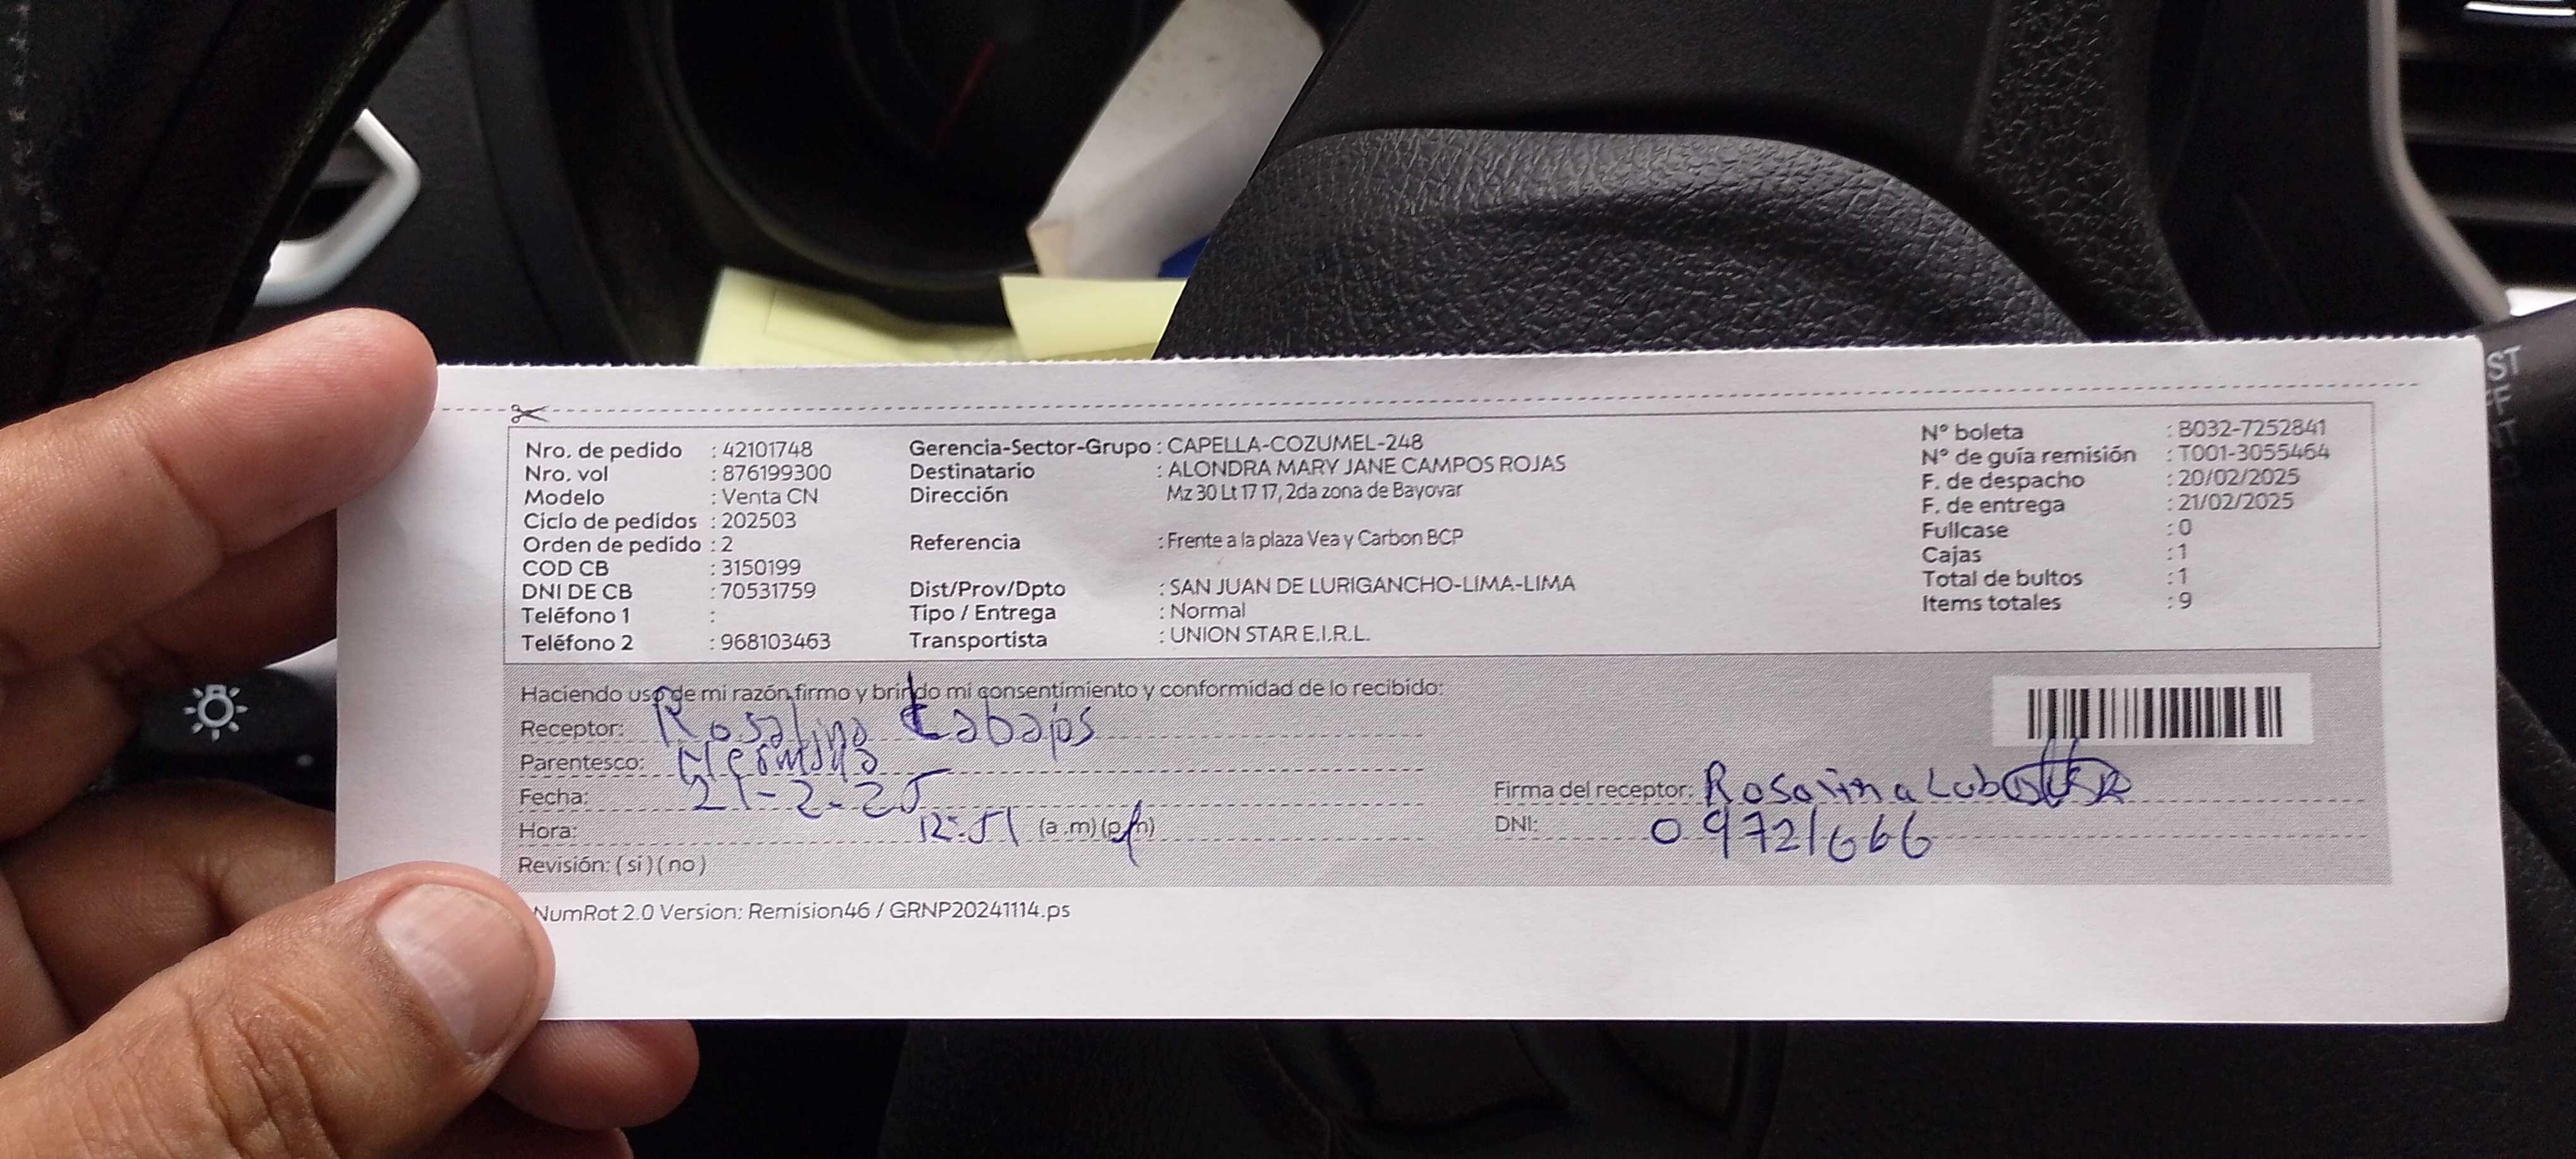 Nro. de pedido : 42101748
Nro. vol : 876199300
Modelo : Venta CN
Ciclo de pedidos : 202503
Orden de pedido : 2
COD CB : 3150199
DNI DE CB : 70531759
Teléfono 1 :
Teléfono 2 : 968103463
Gerencia-Sector-Grupo : CAPELLA-COZUMEL-248
Destinatario : ALONDRA MARY JANE CAMPOS ROJAS
Dirección Mz 30 Lt 17 17, 2da zona de Bayovar
Referencia : Frente a la plaza Vea y Carbon BCP
Dist/Prov/Dpto : SAN JUAN DE LURIGANCHO-LIMA-LIMA
Tipo / Entrega : Normal
Transportista : UNION STAR E.I.R.L.
N° boleta : B032-7252841
N° de guía remisión : T001-3055464
F. de despacho : 20/02/2025
F. de entrega : 21/02/2025
Fullcase : 0
Cajas : 1
Total de bultos : 1
Items totales : 9
Haciendo uso de mi razón firmo y brindo mi consentimiento y conformidad de lo recibido:
Receptor: Rosalina
Parentesco:
Fecha: 21-2-25
Hora: 12:51 (a.m)(p.m)
Revisión: (si)(no)
Firma del receptor: Rosalina
DNI: 09721666
NumRot 2.0 Version: Remision46 / GRNP20241114.ps
ST